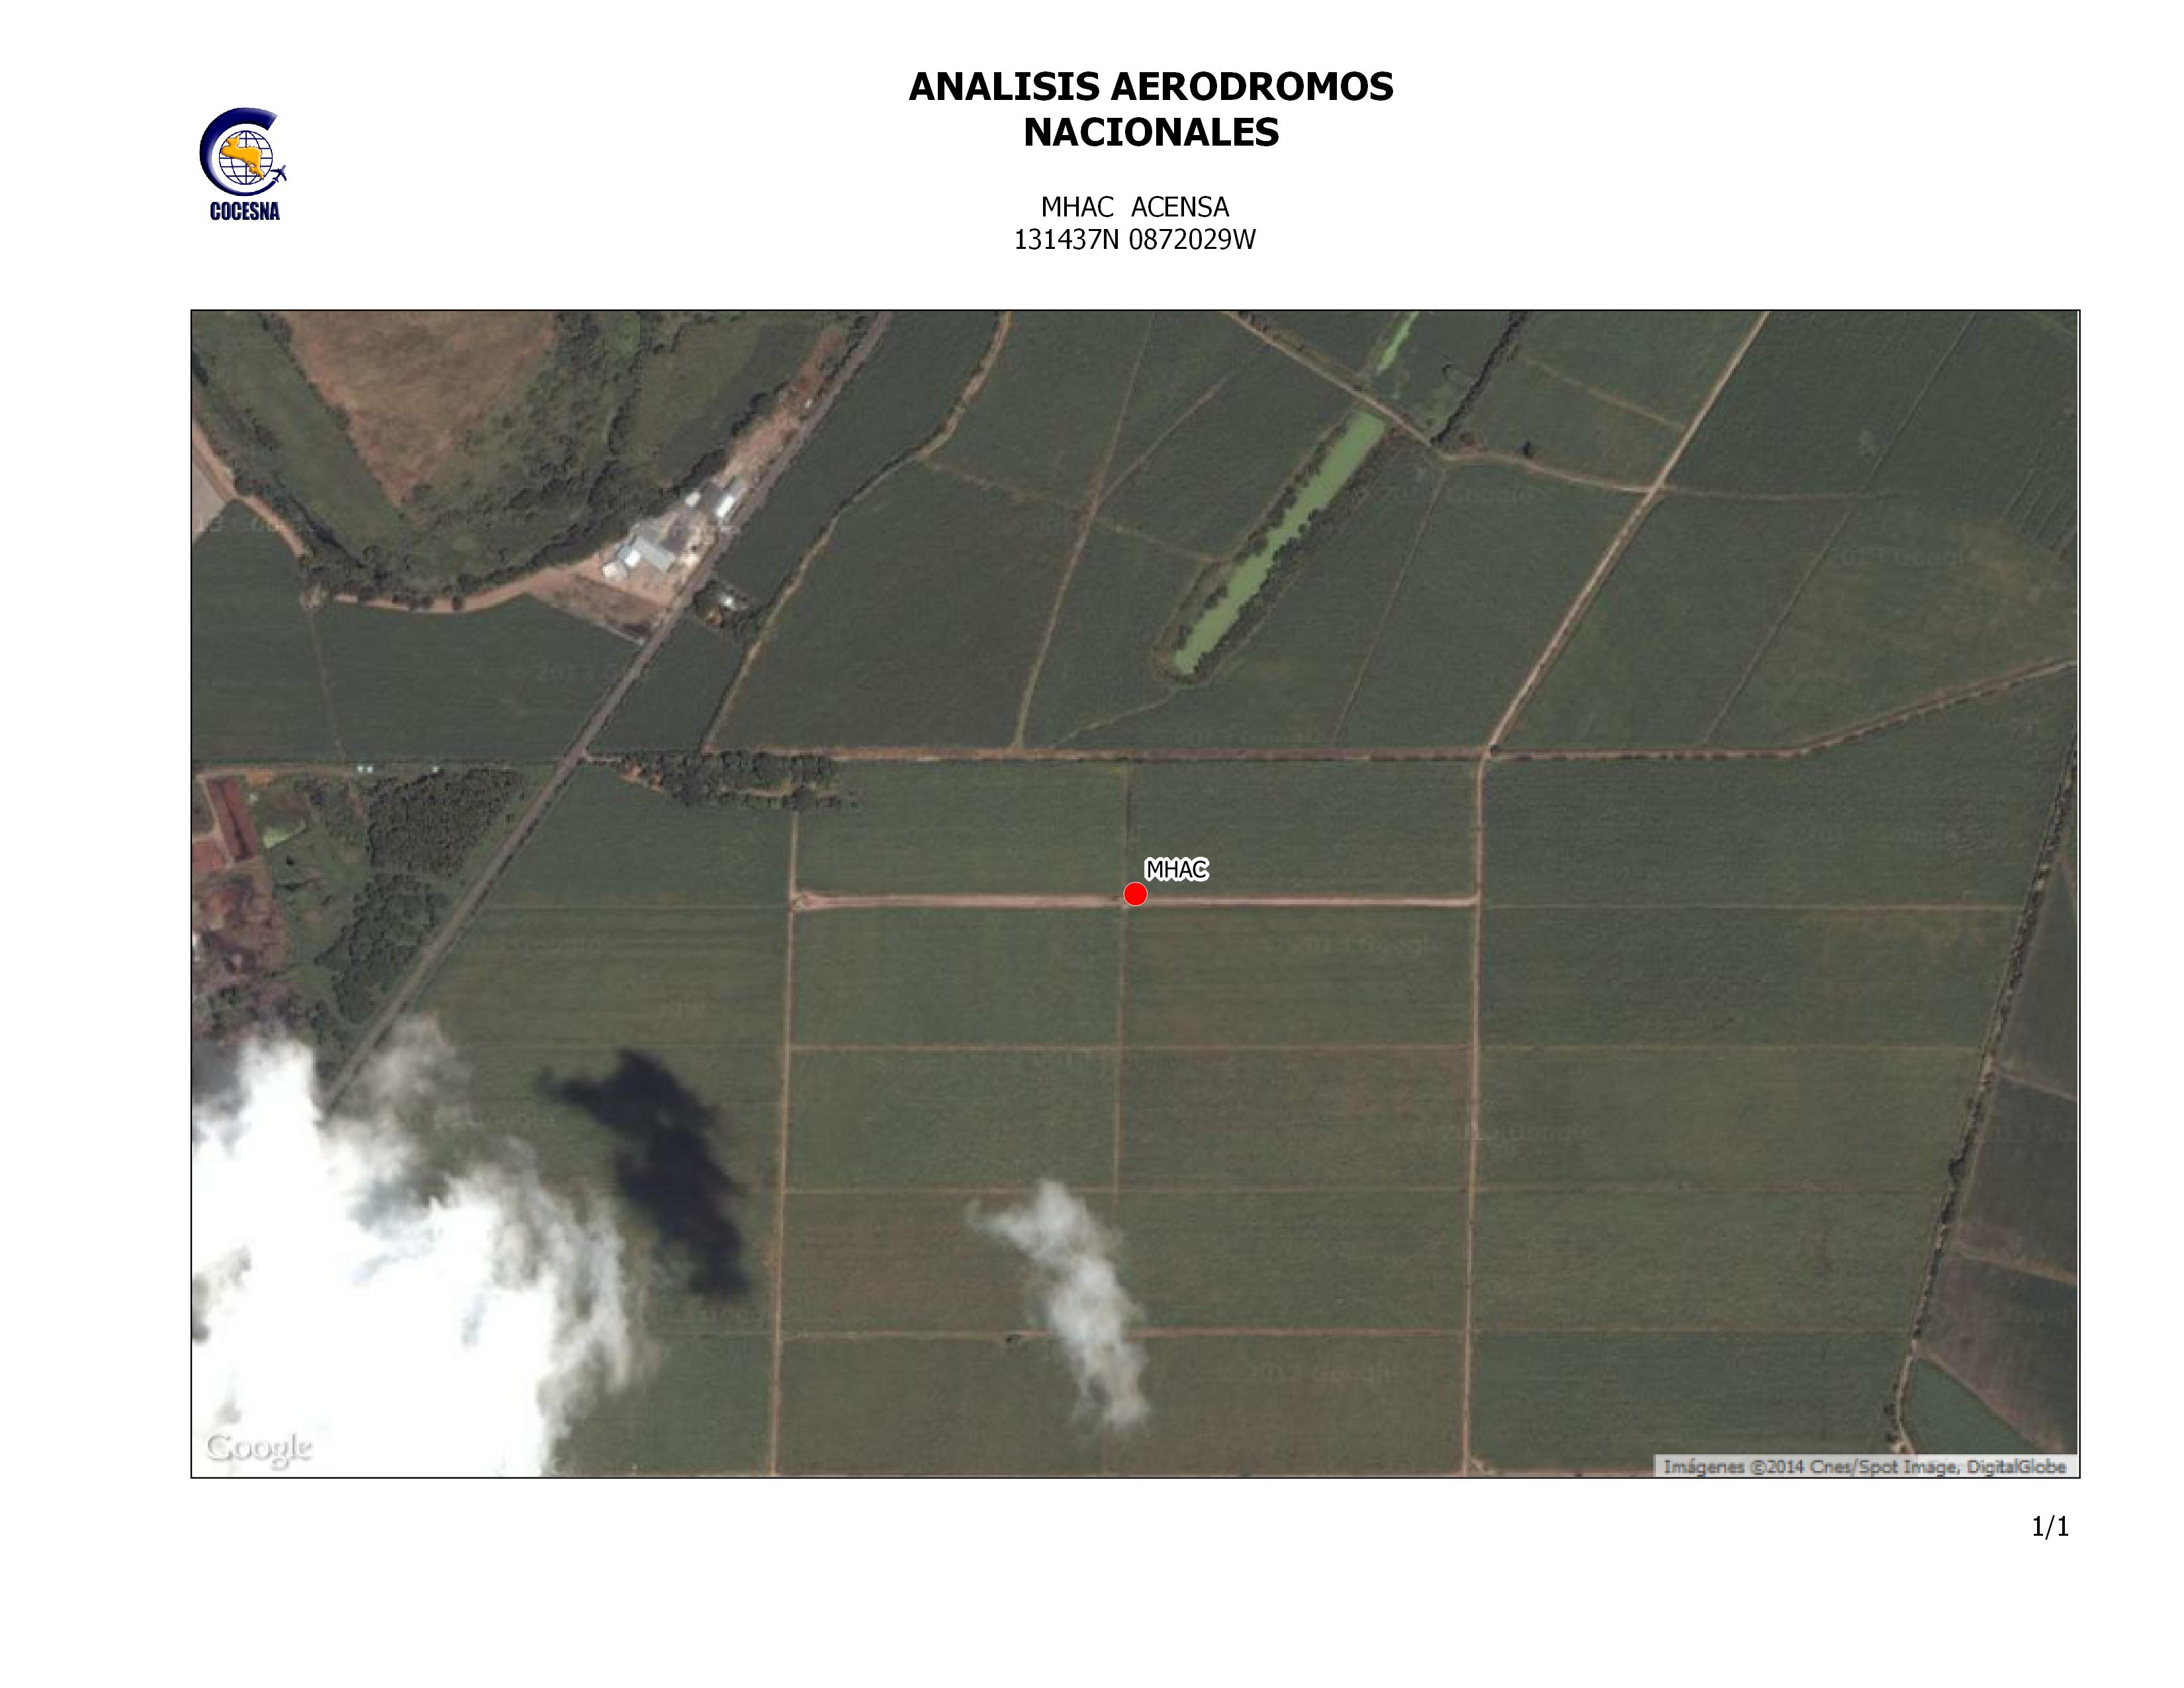 ANALISIS AERODROMOS
NACIONALES
COCESNA
MHAC ACENSA
131437N 0872029W
MHAC
Google
Imágenes ©2014 Cnes/Spot Image, DigitalGlobe
1/1